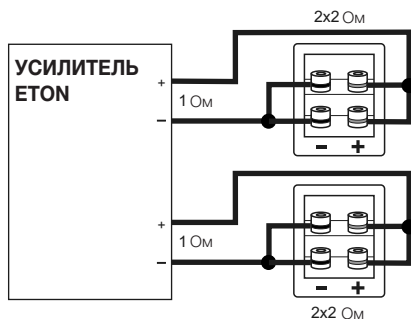 2x2 Ом
УСИЛИТЕЛЬ
ETON
+
1 Ом
−
− +
+
1 Ом
−
− +
2x2 Ом